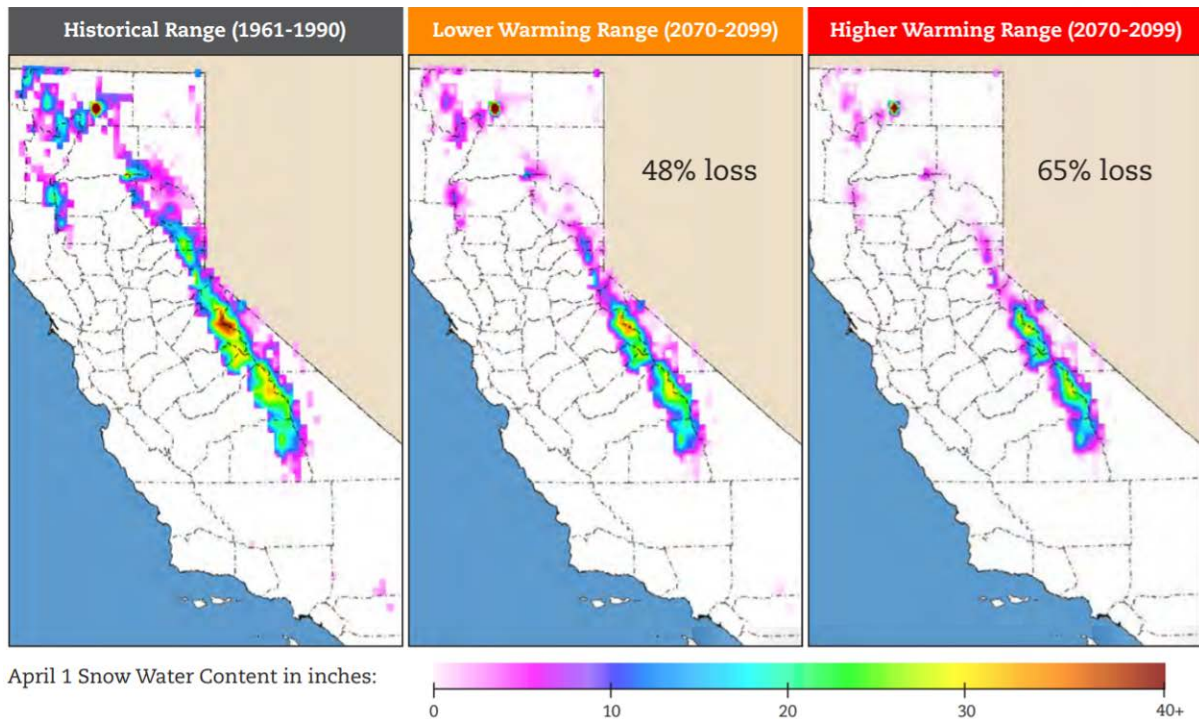 Historical Range (1961-1990)
Lower Warming Range (2070-2099)
Higher Warming Range (2070-2099)
48% loss
65% loss
April 1 Snow Water Content in inches:
0 10 20 30 40+